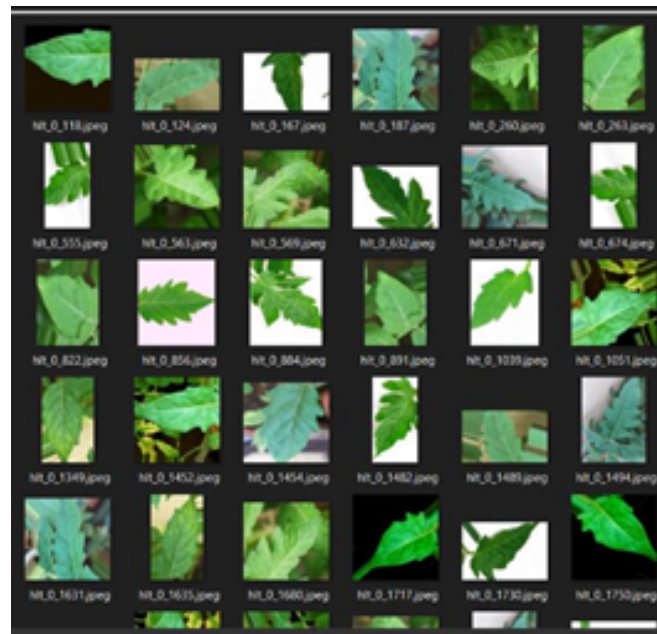 hlt_0_118.jpeg hlt_0_124.jpeg hlt_0_167.jpeg hlt_0_187.jpeg hlt_0_260.jpeg hlt_0_263.jpeg
hlt_0_555.jpeg hlt_0_563.jpeg hlt_0_569.jpeg hlt_0_632.jpeg hlt_0_671.jpeg hlt_0_674.jpeg
hlt_0_822.jpeg hlt_0_856.jpeg hlt_0_884.jpeg hlt_0_891.jpeg hlt_0_1039.jpeg hlt_0_1051.jpeg
hlt_0_1349.jpeg hlt_0_1452.jpeg hlt_0_1454.jpeg hlt_0_1482.jpeg hlt_0_1489.jpeg hlt_0_1494.jpeg
hlt_0_1631.jpeg hlt_0_1635.jpeg hlt_0_1680.jpeg hlt_0_1717.jpeg hlt_0_1730.jpeg hlt_0_1750.jpeg